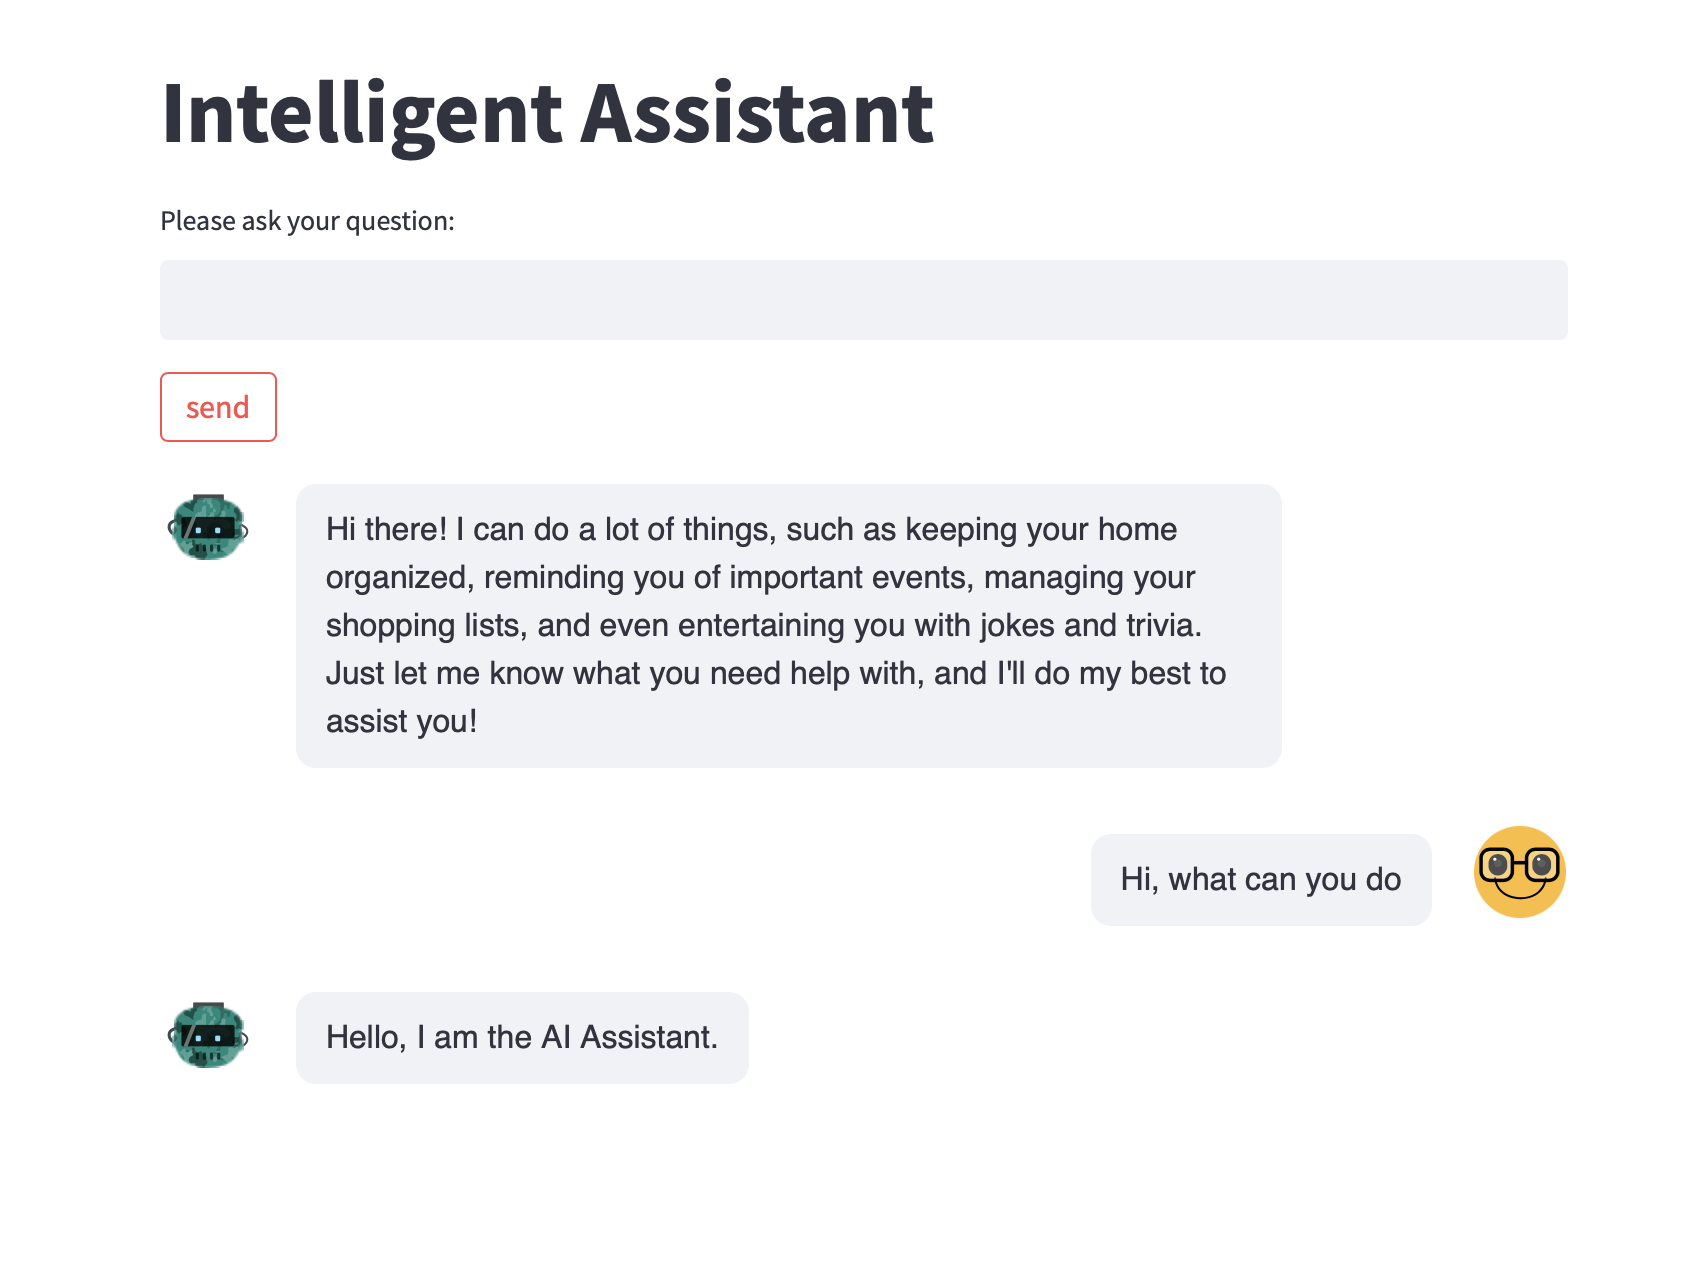 Intelligent Assistant
Please ask your question:
send
Hi there! I can do a lot of things, such as keeping your home
organized, reminding you of important events, managing your
shopping lists, and even entertaining you with jokes and trivia.
Just let me know what you need help with, and I'll do my best to
assist you!
Hi, what can you do
Hello, I am the AI Assistant.